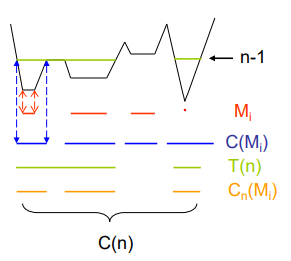 n-1
Mi
C(Mi)
T(n)
Cn(Mi)
C(n)